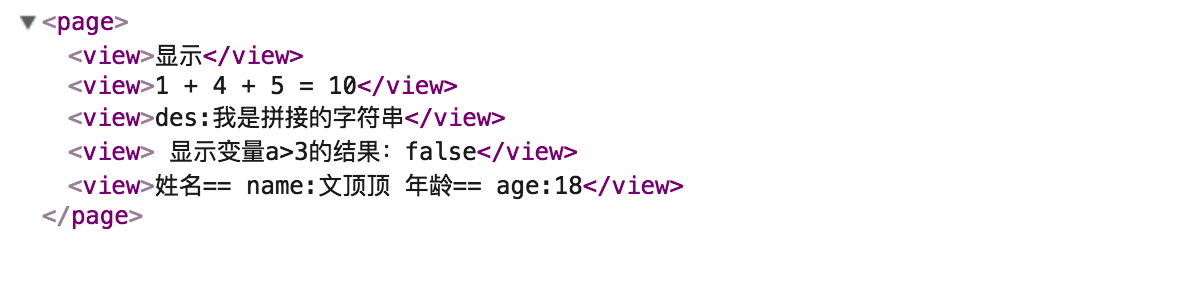 ▼<page>
<view>显示</view>
<view>1 + 4 + 5 = 10</view>
<view>des:我是拼接的字符串</view>
<view> 显示变量a>3的结果：false</view>
<view>姓名== name:文顶顶 年龄== age:18</view>
</page>